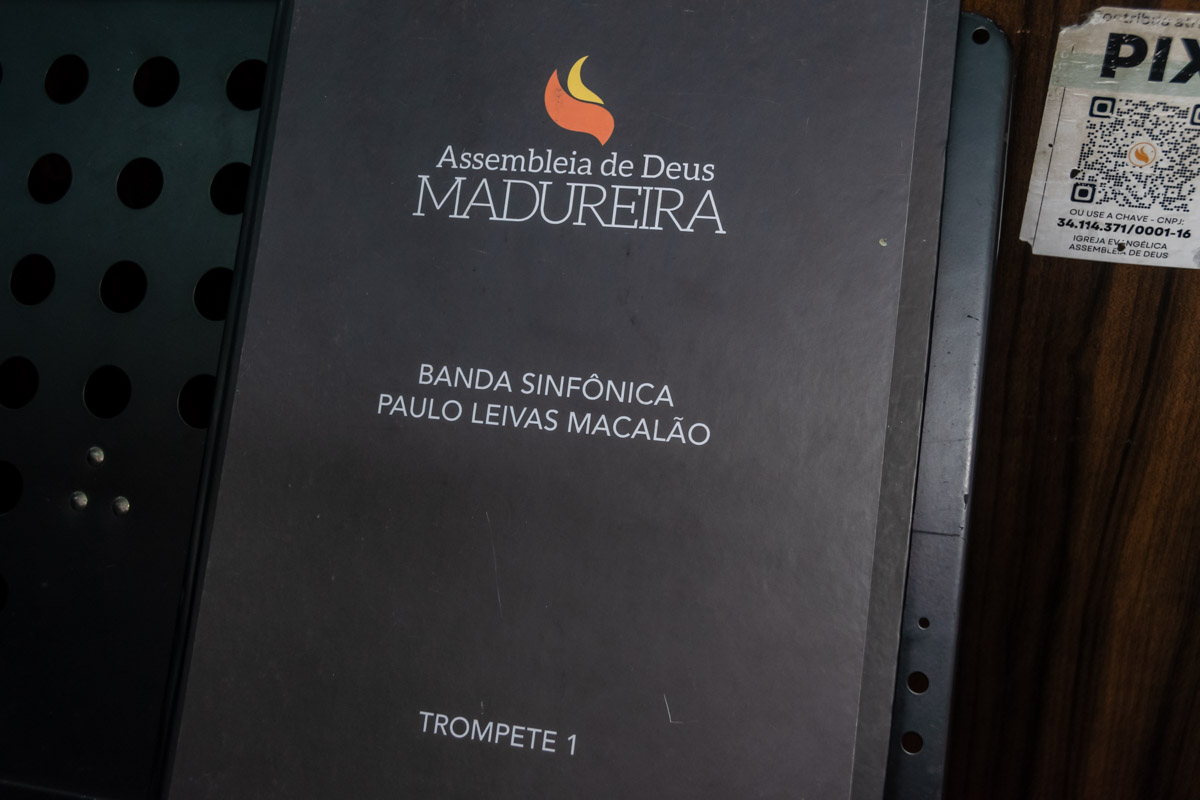 Assembleia de Deus
MADUREIRA
BANDA SINFÔNICA
PAULO LEIVAS MACALÃO
TROMPETE 1
PIX
OU USE A CHAVE - CNPJ:
34.114.371/0001-16
IGREJA EVANGÉLICA
ASSEMBLEIA DE DEUS